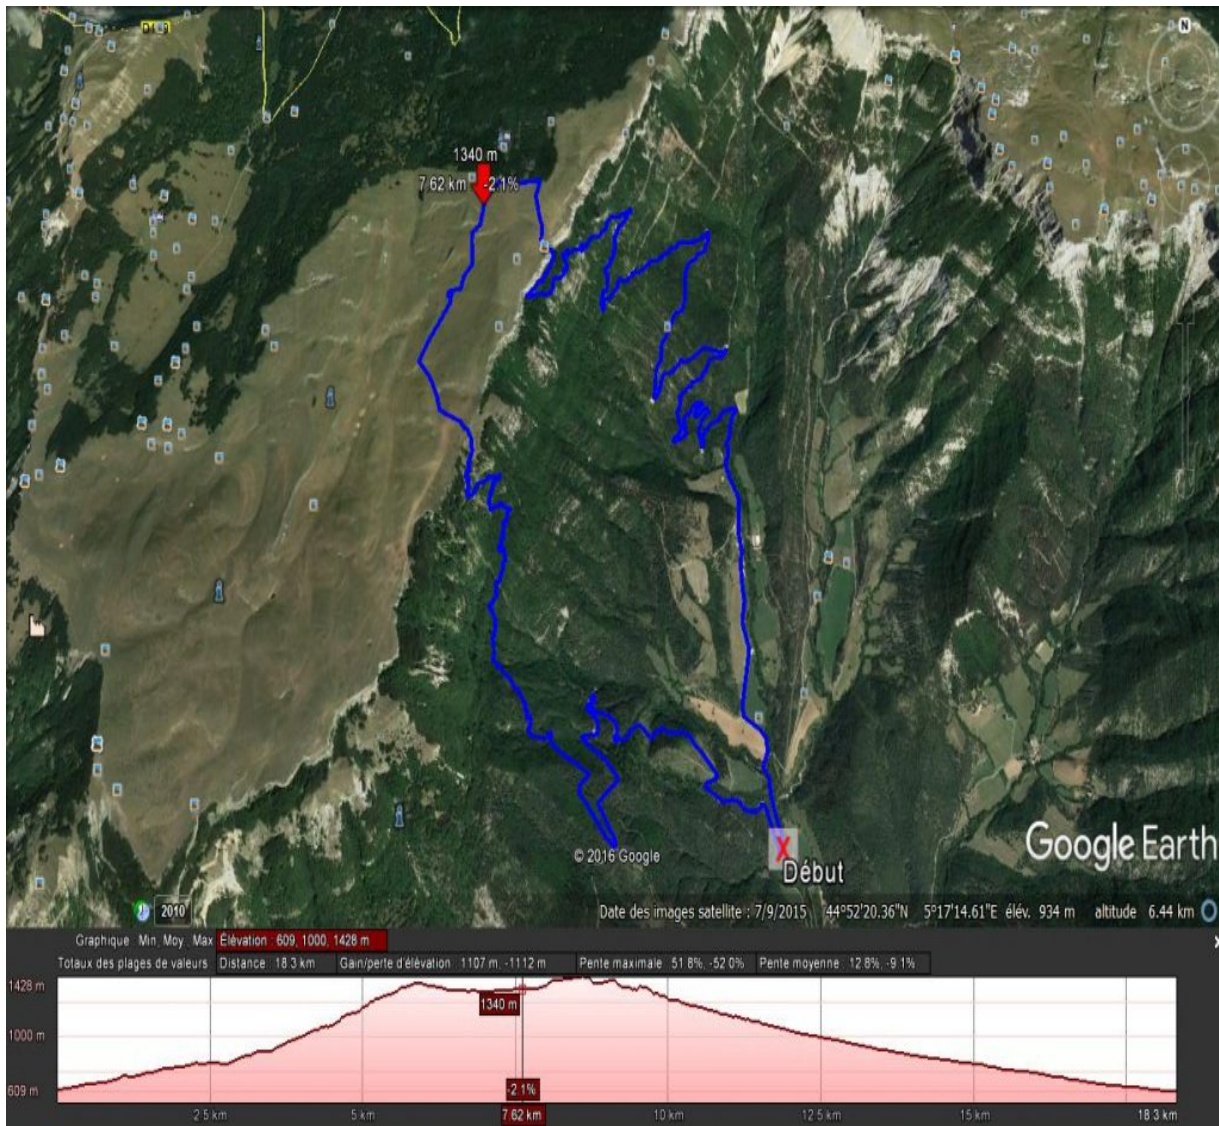 N
1340 m
7.62 km -2.1%
Google Earth
© 2016 Google
Début
2010
Date des images satellite : 7/9/2015 44°52'20.36"N 5°17'14.61"E élév. 934 m altitude 6.44 km
Graphique : Min, Moy., Max Élévation : 609, 1000, 1428 m
Totaux des plages de valeurs Distance : 18.3 km Gain/perte d'élévation : 1107 m, -1112 m Pente maximale : 51.8%, -52.0% Pente moyenne : 12.8%, -9.1%
1428 m
1340 m
1000 m
609 m
-2.1%
2.5 km 5 km 7.62 km 10 km 12.5 km 15 km 18.3 km